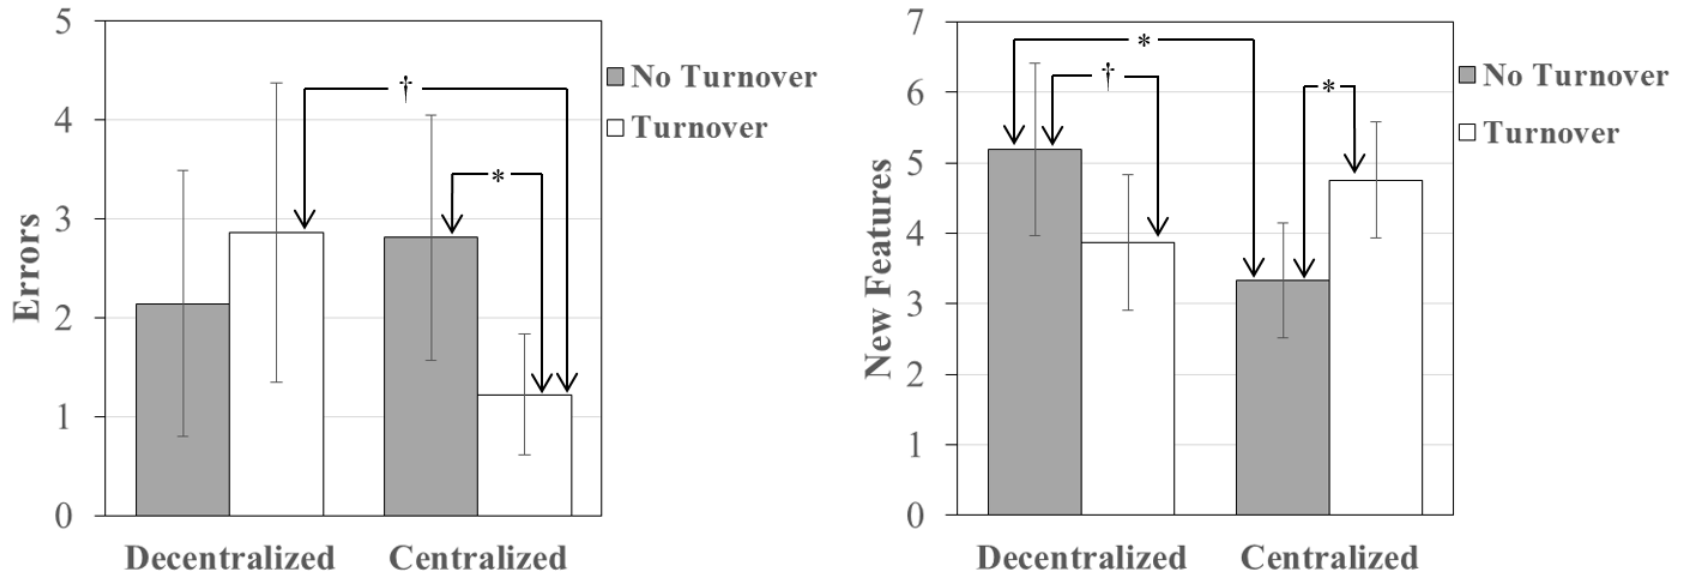 5
4
3
2
1
0
Errors
†
*
No Turnover
Turnover
Decentralized
Centralized
7
6
5
4
3
2
1
0
New Features
*
†
*
No Turnover
Turnover
Decentralized
Centralized